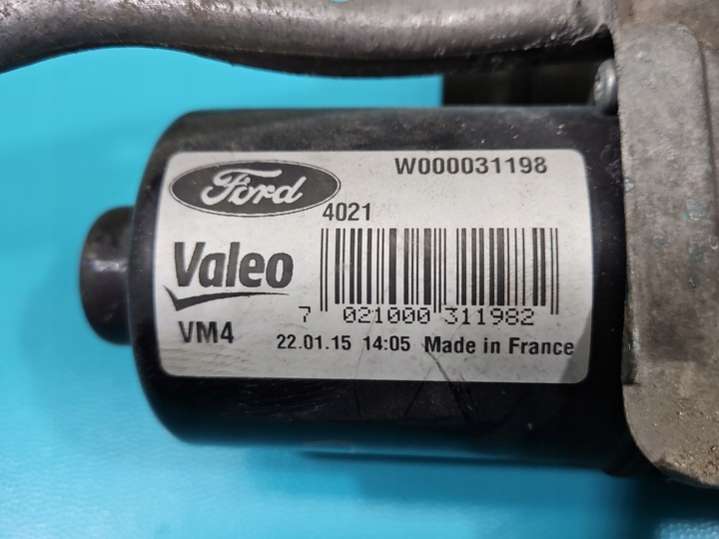 W000031198
Ford
4021
Valeo
7 021000 311982
VM4
22.01.15 14:05 Made in France